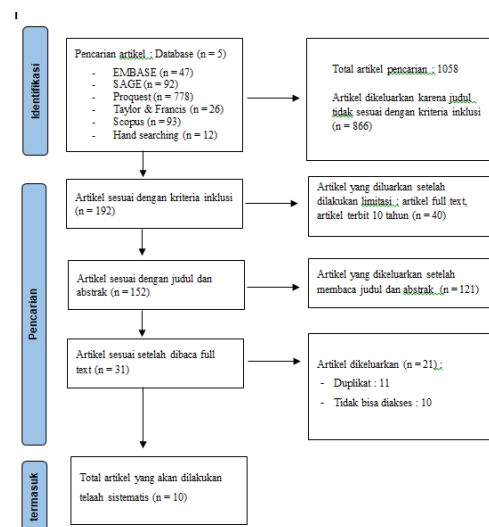 Identifikasi
Pencarian artikel : Database (n = 5)
- EMBASE (n = 47)
- SAGE (n = 92)
- Proquest (n = 778)
- Taylor & Francis (n = 26)
- Scopus (n = 93)
- Hand searching (n = 12)
Total artikel pencarian : 1058
Artikel dikeluarkan karena judul
tidak sesuai dengan kriteria inklusi
(n = 866)
Pencarian
Artikel sesuai dengan kriteria inklusi
(n = 192)
Artikel yang diluarkan setelah
dilakukan limitasi : artikel full text,
artikel terbit 10 tahun (n = 40)
Artikel sesuai dengan judul dan
abstrak (n = 152)
Artikel yang dikeluarkan setelah
membaca judul dan abstrak (n = 121)
Artikel sesuai setelah dibaca full
text (n = 31)
Artikel dikeluarkan (n = 21) :
- Duplikat : 11
- Tidak bisa diakses : 10
termasuk
Total artikel yang akan dilakukan
telaah sistematis (n = 10)